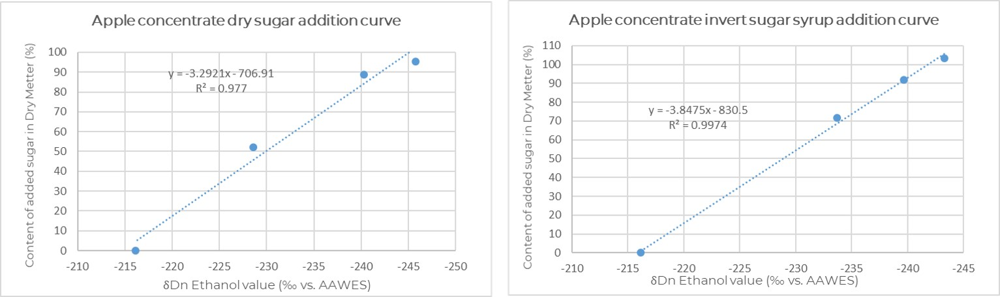 Apple concentrate dry sugar addition curve
Content of added sugar in Dry Metter (%)
100
90
80
70
60
50
40
30
20
10
0
y = -3.2921x - 706.91
R² = 0.977
-210 -215 -220 -225 -230 -235 -240 -245 -250
δDn Ethanol value (‰ vs. AAWES)
Apple concentrate invert sugar syrup addition curve
Content of added sugar in Dry Metter (%)
110
100
90
80
70
60
50
40
30
20
10
0
y = -3.8475x - 830.5
R² = 0.9974
-210 -215 -220 -225 -230 -235 -240 -245
δDn Ethanol value (‰ vs. AAWES)